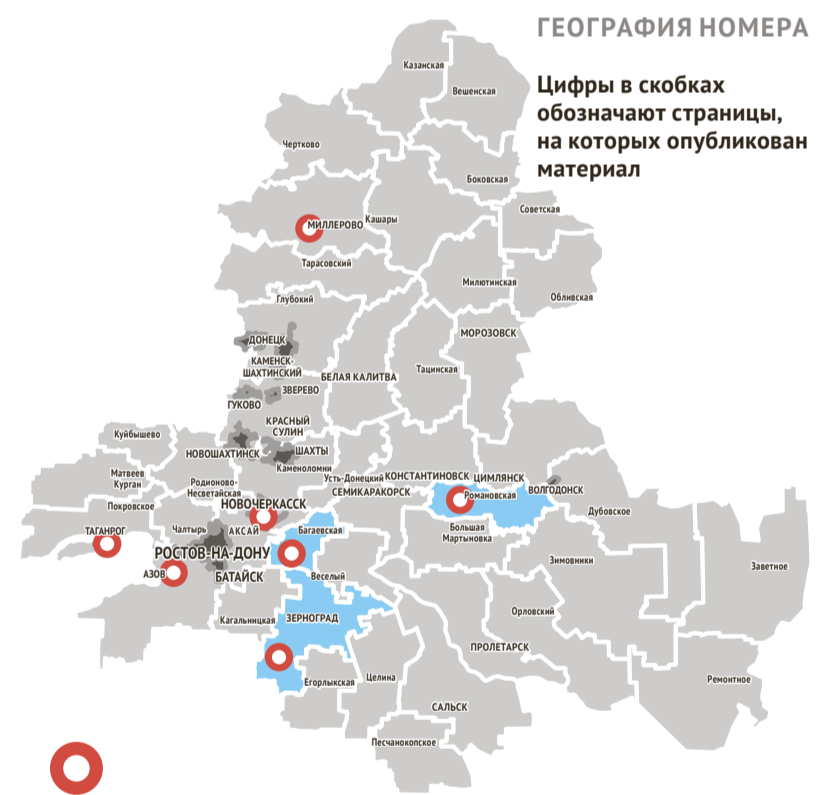 ГЕОГРАФИЯ НОМЕРА
Цифры в скобках
обозначают страницы,
на которых опубликован
материал
Казанская
Вешенская
Чертково
Боковская
Советская
МИЛЛЕРОВО
Кашары
Тарасовский
Милютинская
Обливская
Глубокий
МОРОЗОВСК
ДОНЕЦК
КАМЕНСК-
ШАХТИНСКИЙ
БЕЛАЯ КАЛИТВА
Тацинская
ЗВЕРЕВО
ГУКОВО
КРАСНЫЙ
СУЛИН
Куйбышево
НОВОШАХТИНСК
ШАХТЫ
Каменоломни
Матвеев
Курган
Родионово-
Несветайская
Усть-Донецкий
КОНСТАНТИНОВСК
ЦИМЛЯНСК
СЕМИКАРАКОРСК
Романовская
ВОЛГОДОНСК
Покровское
НОВОЧЕРКАССК
Дубовское
ТАГАНРОГ
Чалтырь
АКСАЙ
Багаевская
Большая
Мартыновка
РОСТОВ-НА-ДОНУ
Зимовники
Заветное
АЗОВ
БАТАЙСК
Веселый
Кагальницкая
ЗЕРНОГРАД
Орловский
ПРОЛЕТАРСК
Егорлыкская
Целина
Ремонтное
САЛЬСК
Песчанокопское